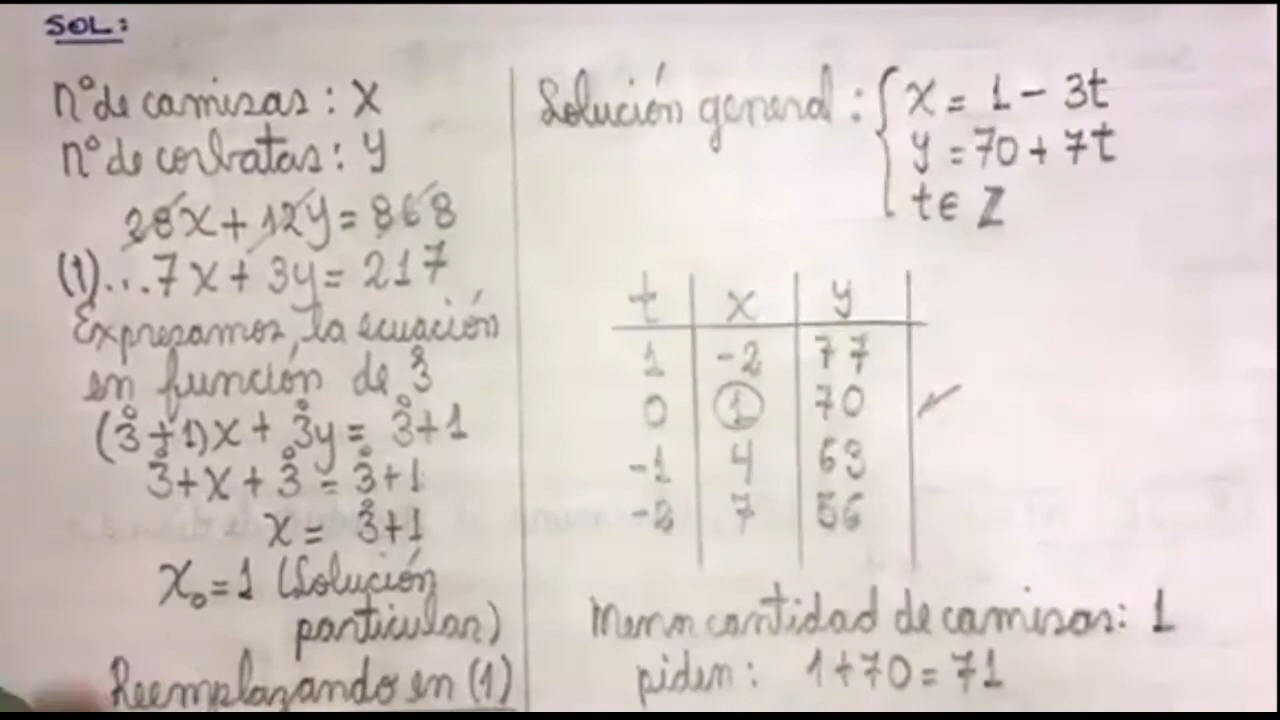 SOL:
n° de camisas: x
n° de corbatas: y
28x + 12y = 868
(1)...7x + 3y = 217
Expresamos la ecuación
en función de 3̊
(3̊+1)x + 3̊y = 3̊+1
3̊+x+3̊ = 3̊+1
x = 3̊+1
x₀=1 (Solución
particular)
Reemplazando en (1)
Solución general: { x = 1 - 3t
y = 70 + 7t
t ∈ Z
t x y
1 -2 77
0 1 70 ✓
-1 4 63
-2 7 56
Menor cantidad de camisas: 1
piden: 1+70 = 71